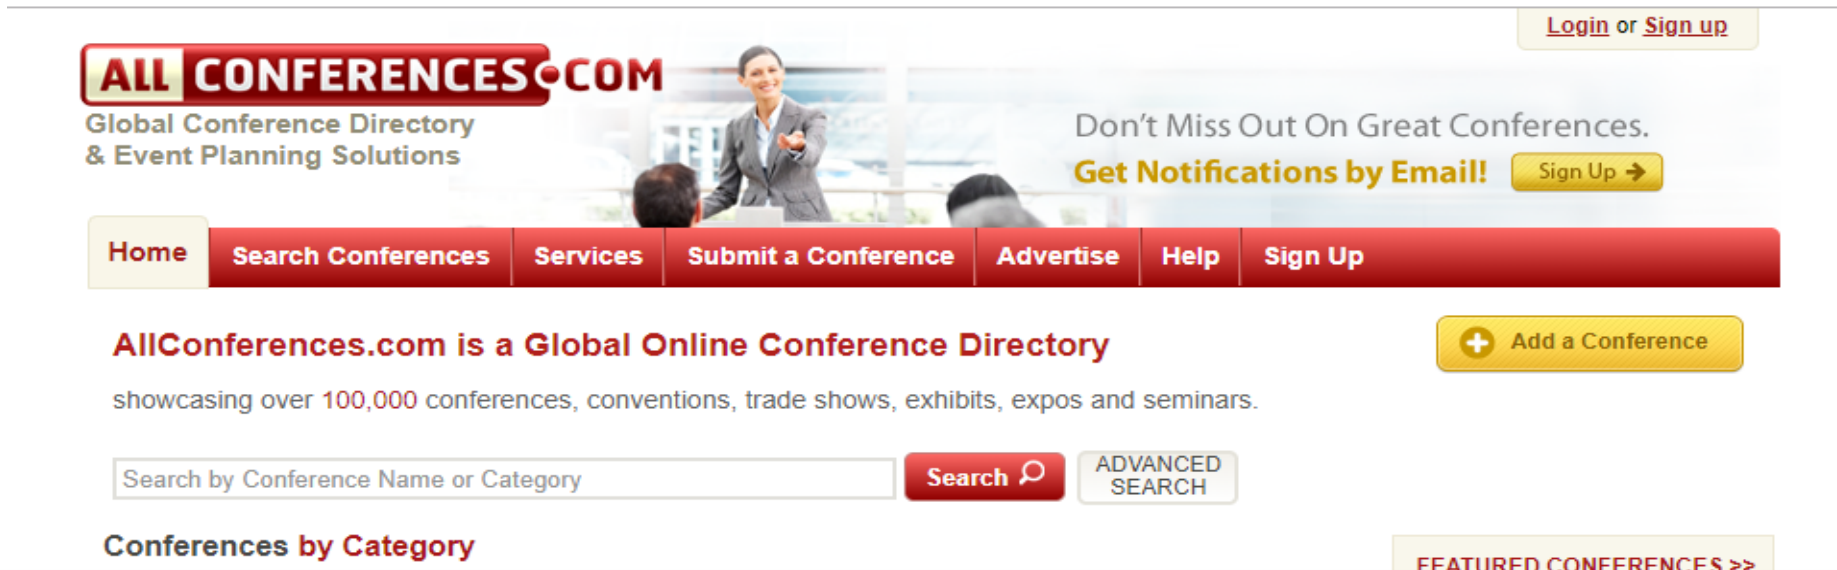 Login or Sign up
ALL CONFERENCES.COM
Global Conference Directory
& Event Planning Solutions
Don't Miss Out On Great Conferences.
Get Notifications by Email! Sign Up
Home Search Conferences Services Submit a Conference Advertise Help Sign Up
AllConferences.com is a Global Online Conference Directory
Add a Conference
showcasing over 100,000 conferences, conventions, trade shows, exhibits, expos and seminars.
Search by Conference Name or Category
Search
ADVANCED
SEARCH
Conferences by Category
FEATURED CONFERENCES >>